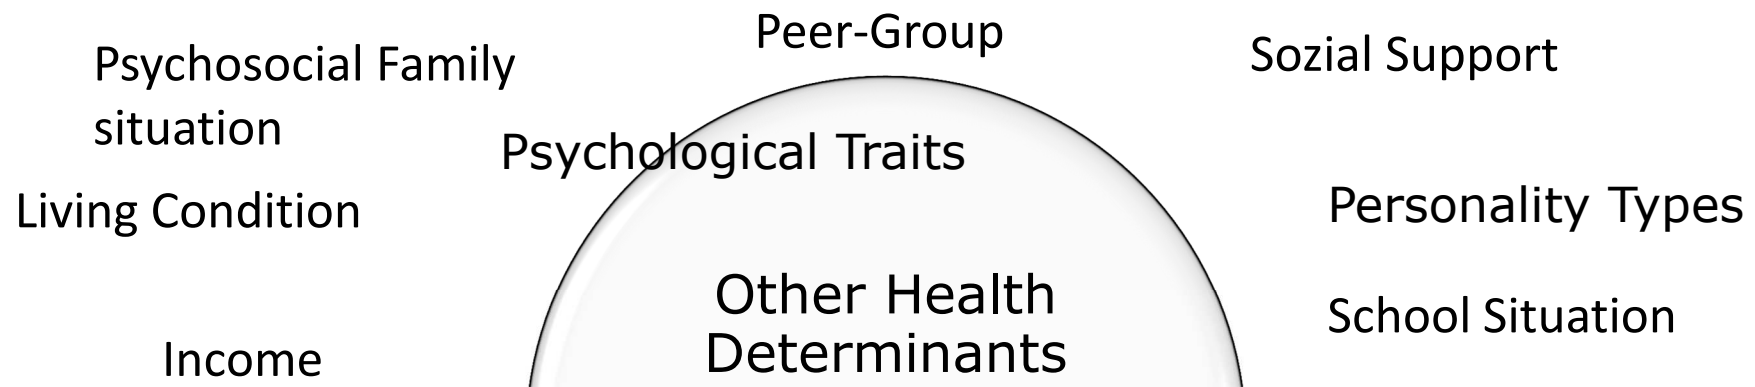 Peer-Group
Sozial Support
Psychosocial Family
situation
Psychological Traits
Living Condition
Personality Types
Other Health
Determinants
School Situation
Income